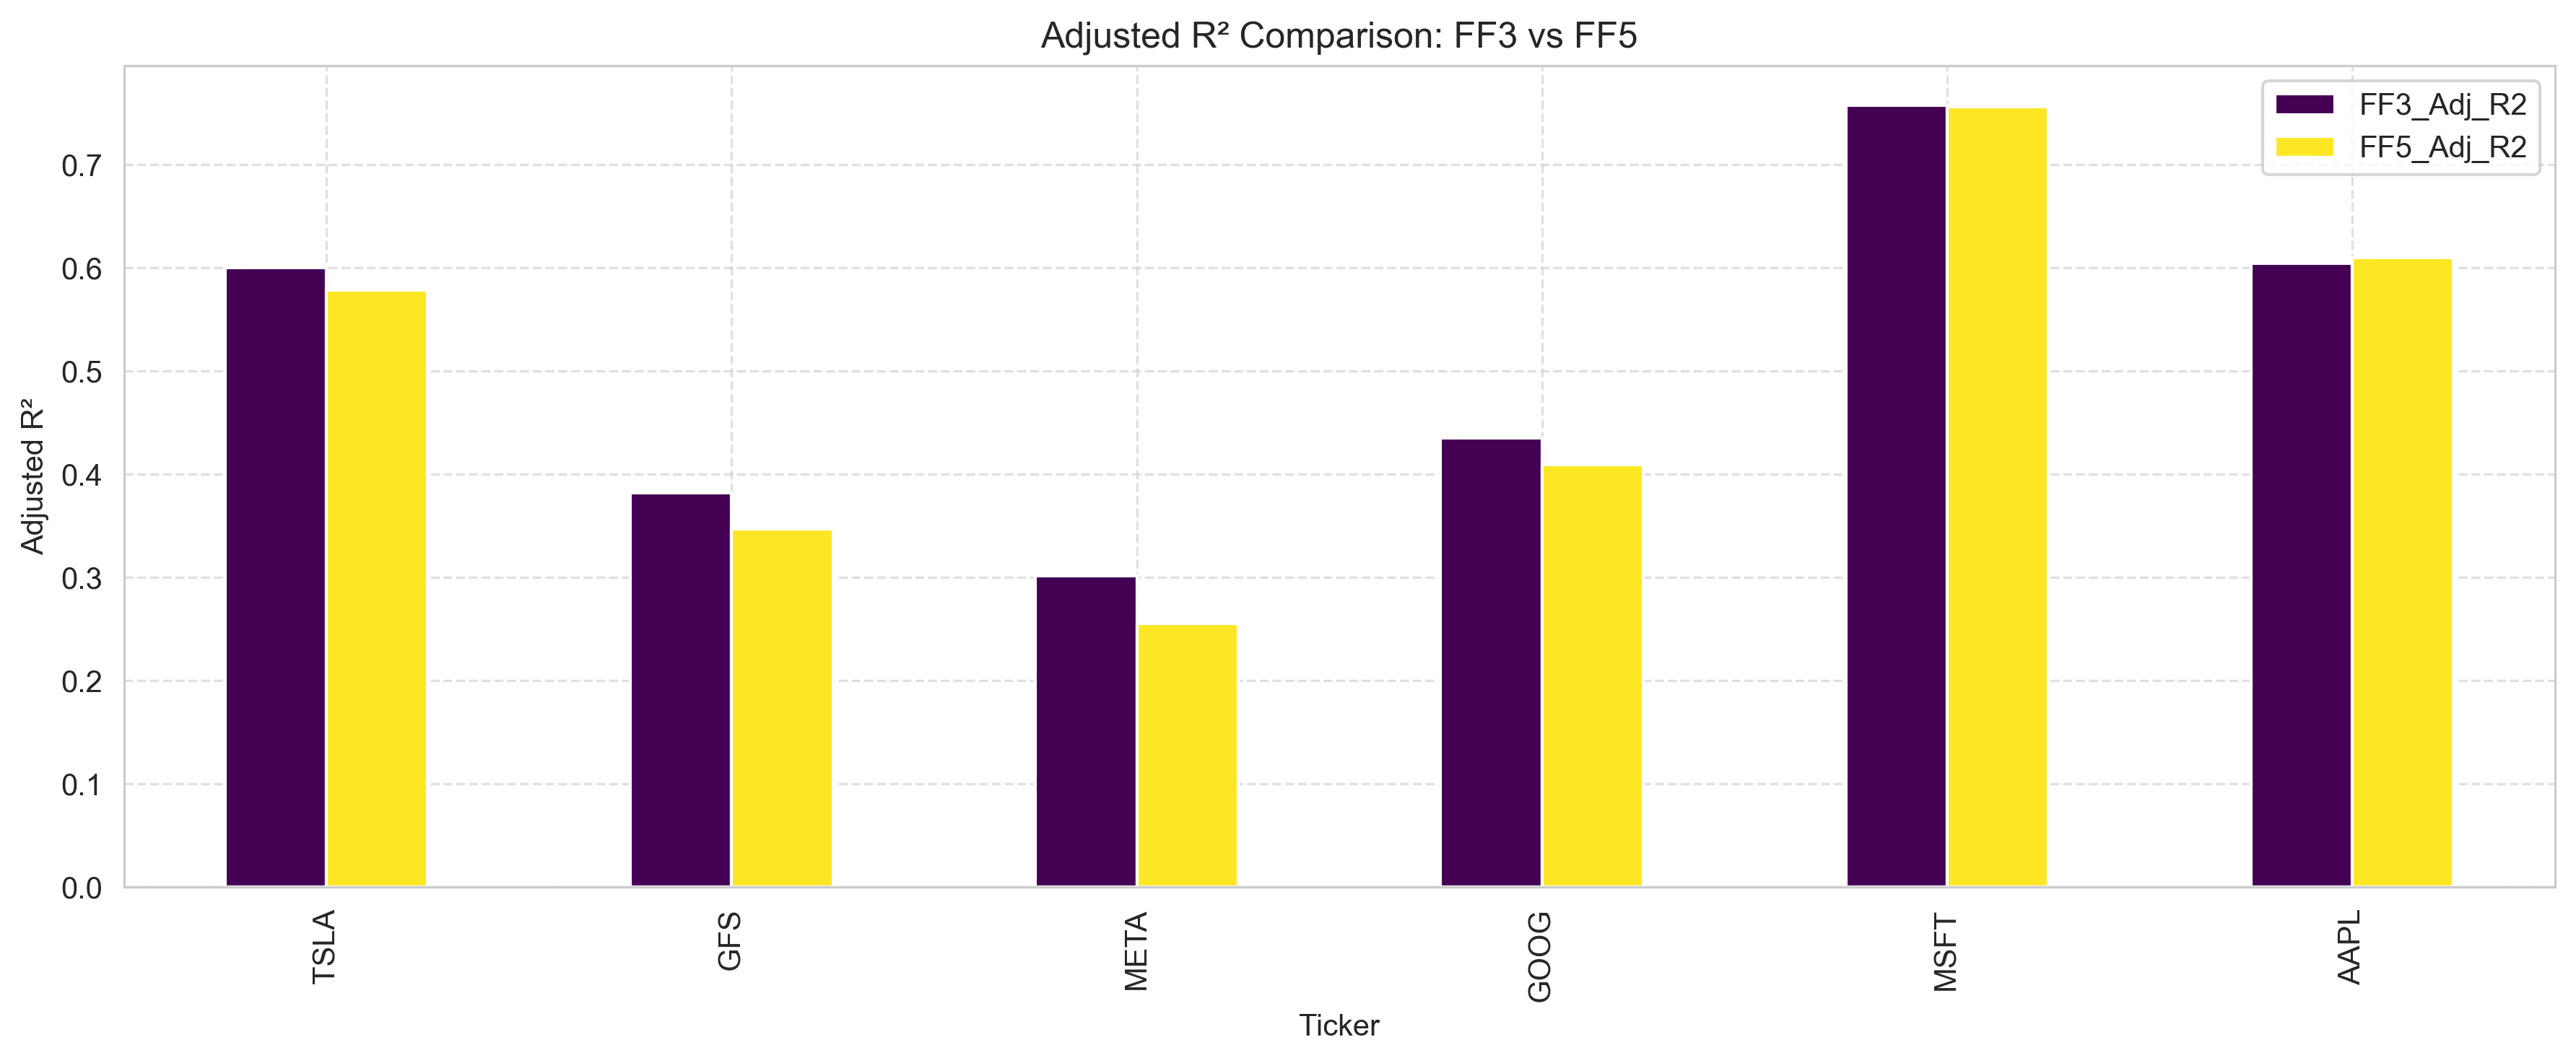 Adjusted R² Comparison: FF3 vs FF5
FF3_Adj_R2
FF5_Adj_R2
Adjusted R²
0.7
0.6
0.5
0.4
0.3
0.2
0.1
0.0
TSLA
GFS
META
GOOG
MSFT
AAPL
Ticker